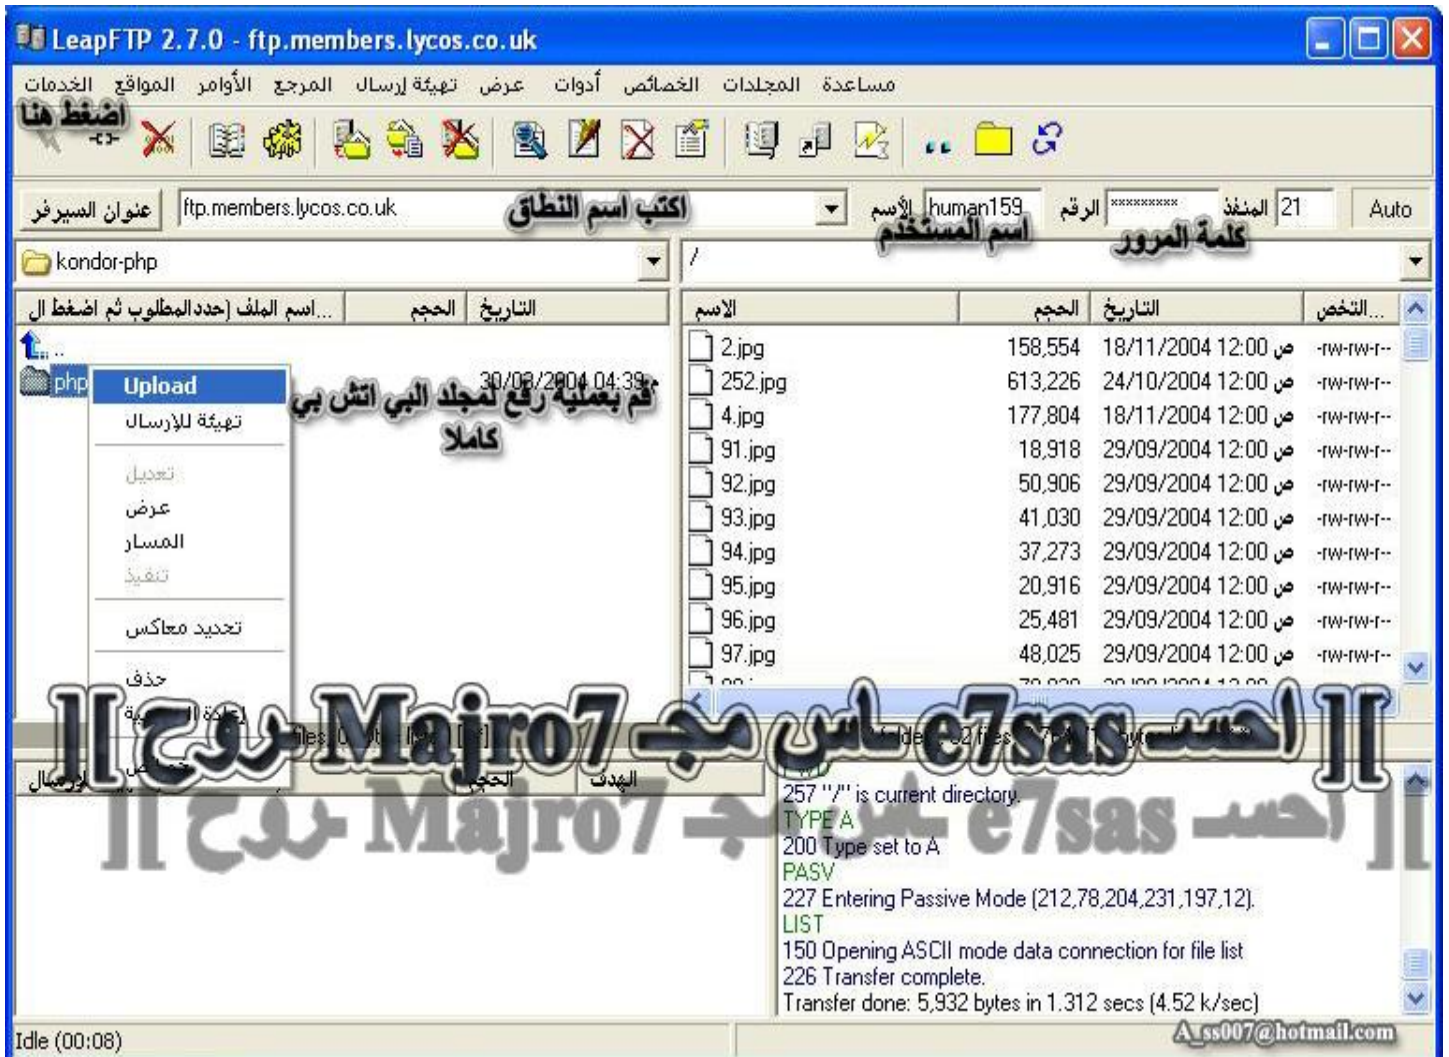 LeapFTP 2.7.0 - ftp.members.lycos.co.uk
الخدمات المواقع الأوامر المرجع تهيئة إرسال عرض أدوات الخصائص المجلدات مساعدة
اضغط هنا
عنوان السيرفر ftp.members.lycos.co.uk اكتب اسم النطاق الإسم human159 الرقم ********* المنفذ 21 Auto
اسم المستخدم كلمة المرور
kondor-php /
اسم الملف (حددالمطلوب ثم اضغط ال... الحجم التاريخ
..
php 30/03/2004 04:39 م
قم بعملية رفع لمجلد البي اتش بي
كاملا
Upload
تهيئة للإرسال
تعديل
عرض
المسار
تنفيذ
تحديد معاكس
حذف
الاسم الحجم التاريخ التخص...
2.jpg 158,554 18/11/2004 12:00 ص -rw-rw-r--
252.jpg 613,226 24/10/2004 12:00 ص -rw-rw-r--
4.jpg 177,804 18/11/2004 12:00 ص -rw-rw-r--
91.jpg 18,918 29/09/2004 12:00 ص -rw-rw-r--
92.jpg 50,906 29/09/2004 12:00 ص -rw-rw-r--
93.jpg 41,030 29/09/2004 12:00 ص -rw-rw-r--
94.jpg 37,273 29/09/2004 12:00 ص -rw-rw-r--
95.jpg 20,916 29/09/2004 12:00 ص -rw-rw-r--
96.jpg 25,481 29/09/2004 12:00 ص -rw-rw-r--
97.jpg 48,025 29/09/2004 12:00 ص -rw-rw-r--
][ احسـ e7sas ـاس مجـ Majro7 ـروح ][
الهدف الحجم
257 "/" is current directory.
TYPE A
200 Type set to A
PASV
227 Entering Passive Mode (212,78,204,231,197,12).
LIST
150 Opening ASCII mode data connection for file list
226 Transfer complete.
Transfer done: 5,932 bytes in 1.312 secs (4.52 k/sec)
Idle (00:08)
A_ss007@hotmail.com